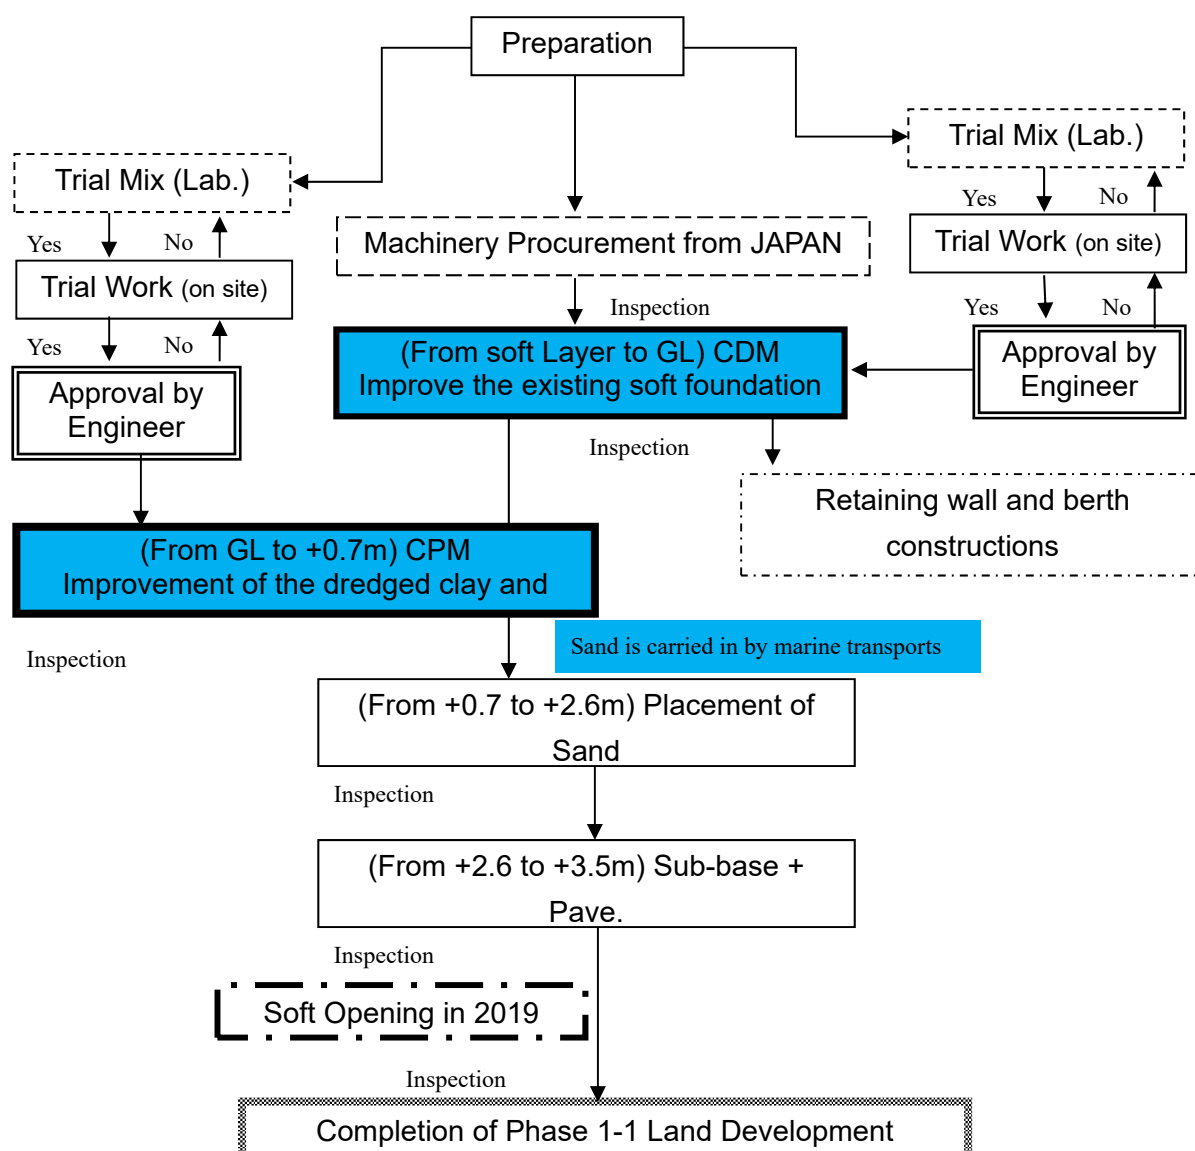 Preparation
Trial Mix (Lab.)
Trial Mix (Lab.)
Yes
No
Yes
No
Machinery Procurement from JAPAN
Trial Work (on site)
Trial Work (on site)
Inspection
Yes
No
Yes
No
(From soft Layer to GL) CDM
Improve the existing soft foundation
Approval by
Engineer
Approval by
Engineer
Inspection
Retaining wall and berth
constructions
(From GL to +0.7m) CPM
Improvement of the dredged clay and
Sand is carried in by marine transports
Inspection
(From +0.7 to +2.6m) Placement of
Sand
Inspection
(From +2.6 to +3.5m) Sub-base +
Pave.
Inspection
Soft Opening in 2019
Inspection
Completion of Phase 1-1 Land Development